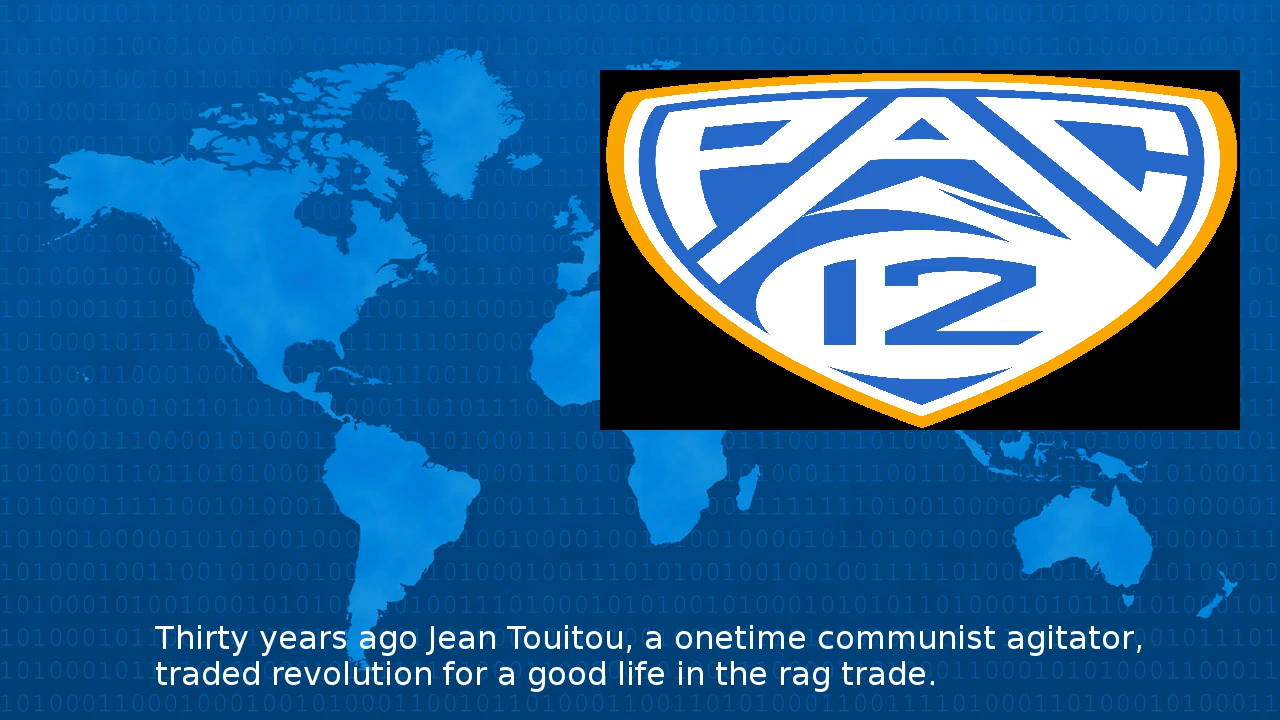 PAC
12
Thirty years ago Jean Touitou, a onetime communist agitator,
traded revolution for a good life in the rag trade.